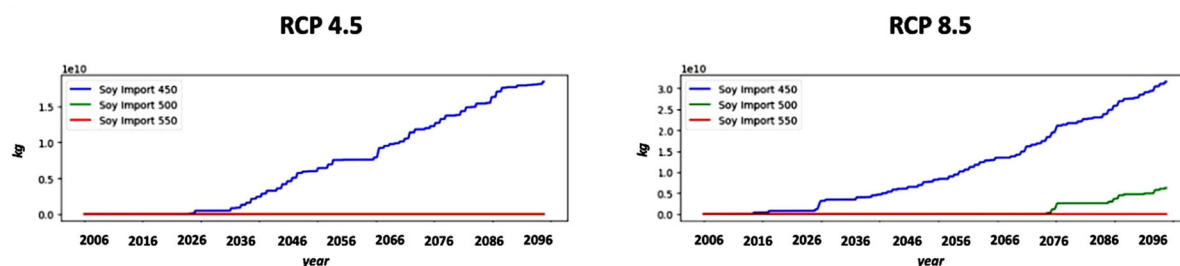 RCP 4.5
1e10
Soy Import 450
Soy Import 500
Soy Import 550
1.5
1.0
0.5
0.0
kg
2006 2016 2026 2036 2046 2056 2066 2076 2086 2096
year
RCP 8.5
1e10
Soy Import 450
Soy Import 500
Soy Import 550
3.0
2.5
2.0
1.5
1.0
0.5
0.0
kg
2006 2016 2026 2036 2046 2056 2066 2076 2086 2096
year